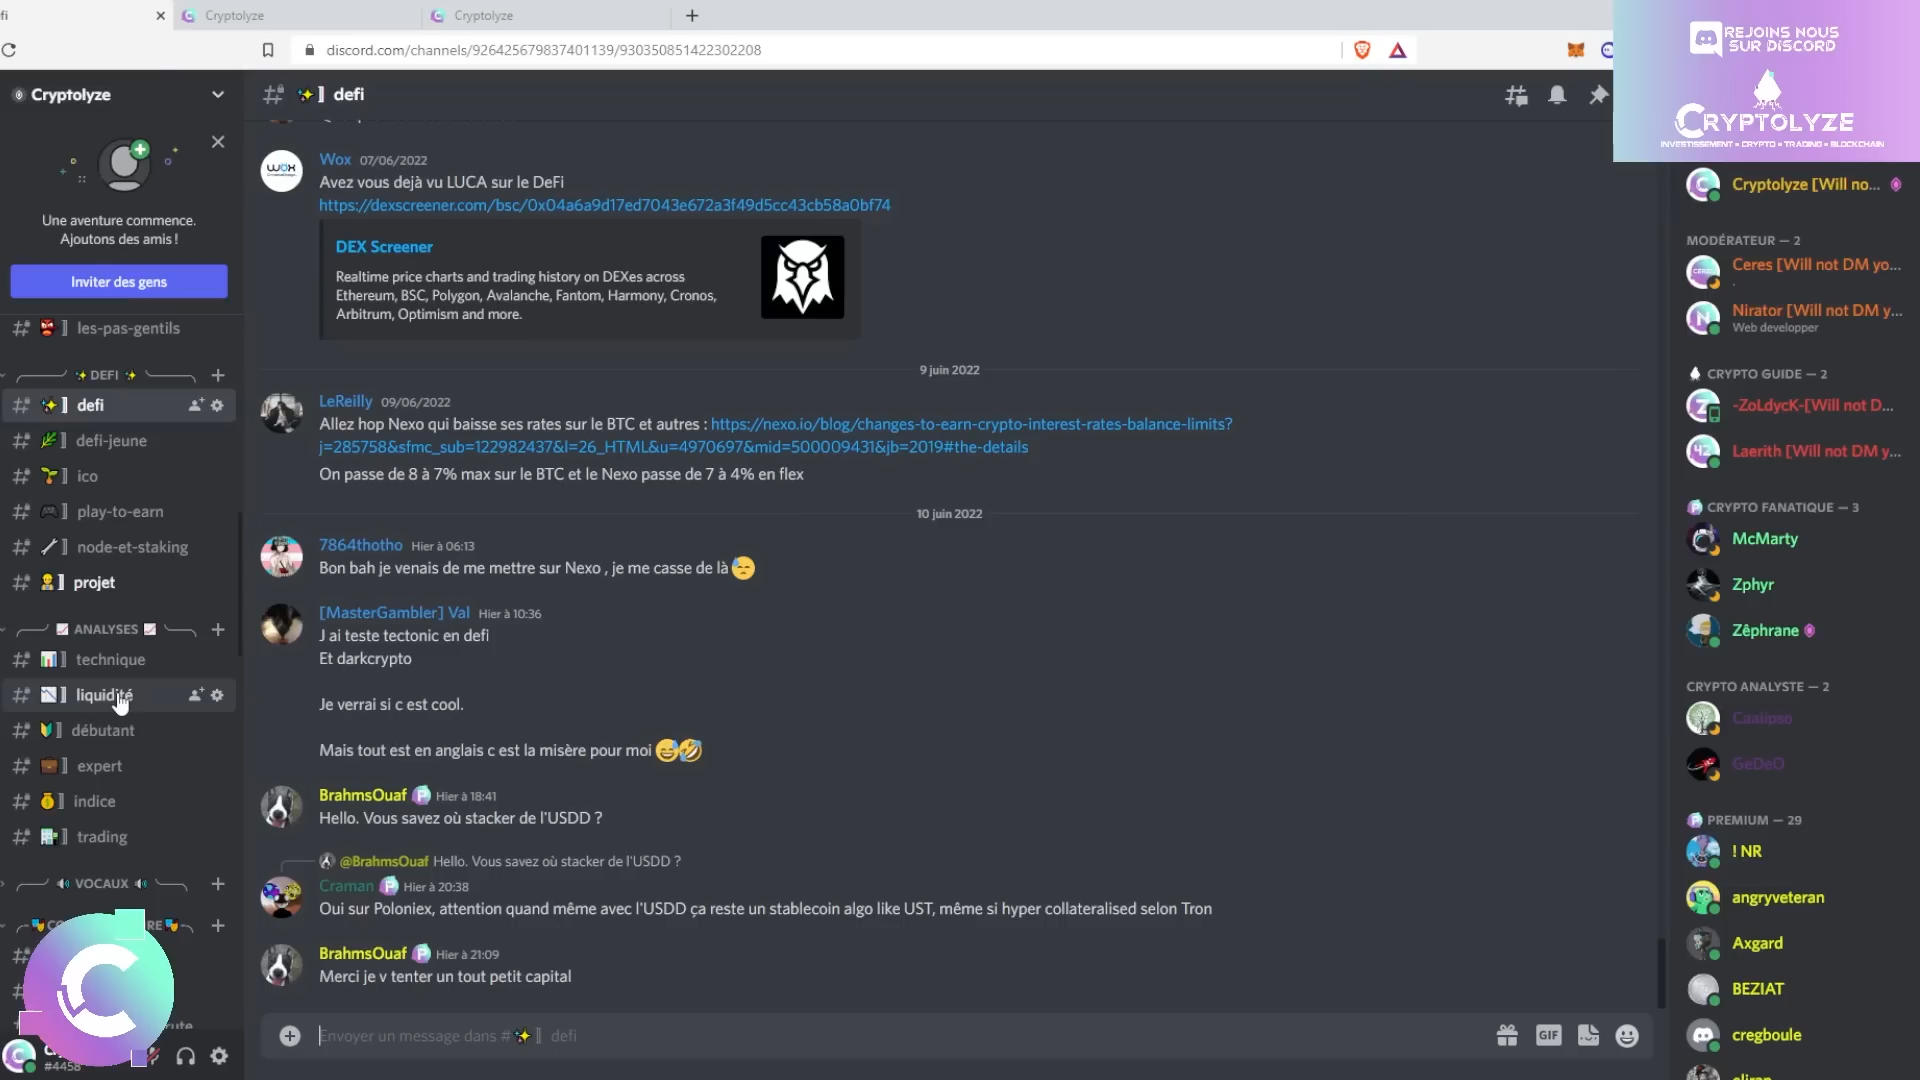 fi
Cryptolyze
Cryptolyze
discord.com/channels/926425679837401139/930350851422302208
REJOINS NOUS
SUR DISCORD
CRYPTOLYZE
INVESTISSEMENT • CRYPTO • TRADING • BLOCKCHAIN
Cryptolyze
Une aventure commence.
Ajoutons des amis !
Inviter des gens
les-pas-gentils
DEFI
defi
defi-jeune
ico
play-to-earn
node-et-staking
projet
ANALYSES
technique
liquidité
débutant
expert
indice
trading
VOCAUX
#4458
defi
Wox 07/06/2022
Avez vous dejà vu LUCA sur le DeFi
https://dexscreener.com/bsc/0x04a6a9d17ed7043e672a3f49d5cc43cb58a0bf74
DEX Screener
Realtime price charts and trading history on DEXes across
Ethereum, BSC, Polygon, Avalanche, Fantom, Harmony, Cronos,
Arbitrum, Optimism and more.
9 juin 2022
LeReilly 09/06/2022
Allez hop Nexo qui baisse ses rates sur le BTC et autres : https://nexo.io/blog/changes-to-earn-crypto-interest-rates-balance-limits?
j=285758&sfmc_sub=122982437&l=26_HTML&u=4970697&mid=500009431&jb=2019#the-details
On passe de 8 à 7% max sur le BTC et le Nexo passe de 7 à 4% en flex
10 juin 2022
7864thotho Hier à 06:13
Bon bah je venais de me mettre sur Nexo , je me casse de là
[MasterGambler] Val Hier à 10:36
J ai teste tectonic en defi
Et darkcrypto
Je verrai si c est cool.
Mais tout est en anglais c est la misère pour moi
BrahmsOuaf Hier à 18:41
Hello. Vous savez où stacker de l'USDD ?
@BrahmsOuaf Hello. Vous savez où stacker de l'USDD ?
Craman Hier à 20:38
Oui sur Poloniex, attention quand même avec l'USDD ça reste un stablecoin algo like UST, même si hyper collateralised selon Tron
BrahmsOuaf Hier à 21:09
Merci je v tenter un tout petit capital
Envoyer un message dans # defi
GIF
Cryptolyze [Will no...
MODÉRATEUR — 2
Ceres [Will not DM yo...
Nirator [Will not DM y...
Web developper
CRYPTO GUIDE — 2
-ZoLdycK-[Will not D...
Laerith [Will not DM y...
CRYPTO FANATIQUE — 3
McMarty
Zphyr
Zêphrane
CRYPTO ANALYSTE — 2
Caalipso
GeDeO
PREMIUM — 29
! NR
angryveteran
Axgard
BEZIAT
cregboule